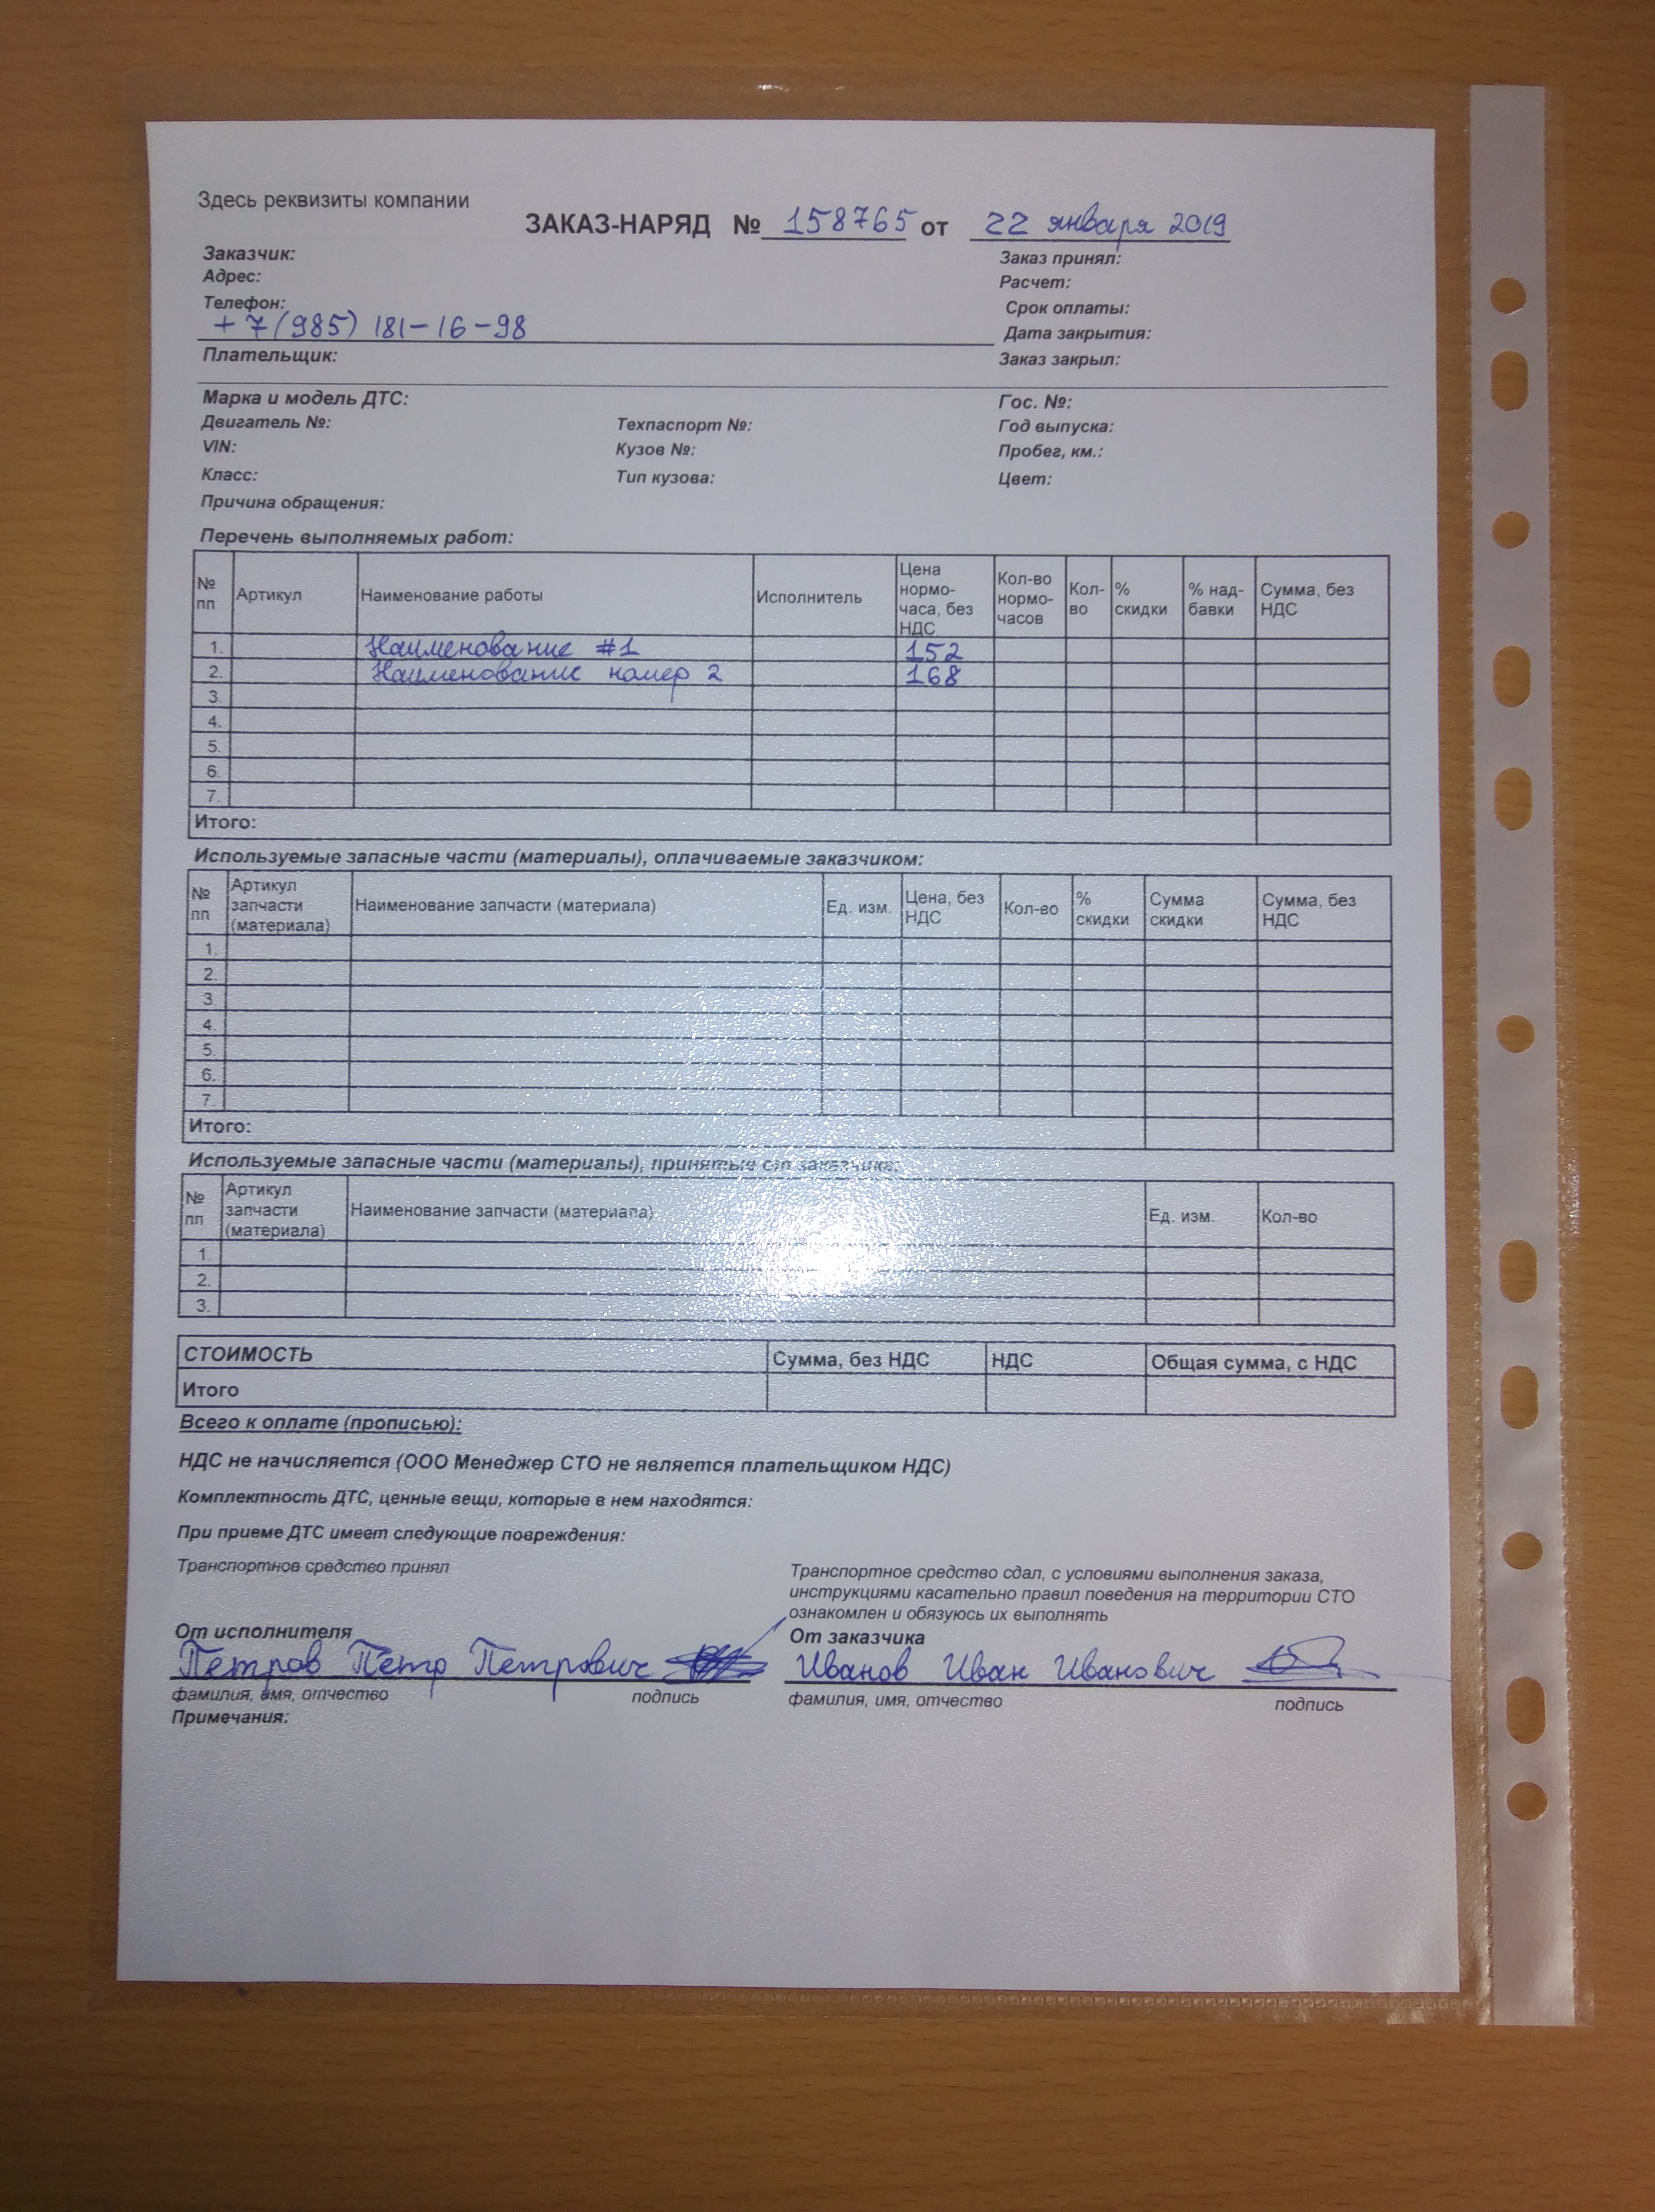 Здесь реквизиты компании
ЗАКАЗ-НАРЯД № 158765 от 22 января 2019
Заказчик: Заказ принял:
Адрес: Расчет:
Телефон: Срок оплаты:
+7(985) 181-16-98 Дата закрытия:
Плательщик: Заказ закрыл:
Марка и модель ДТС: Гос. №:
Двигатель №: Техпаспорт №: Год выпуска:
VIN: Кузов №: Пробег, км.:
Класс: Тип кузова: Цвет:
Причина обращения:
Перечень выполняемых работ:
№ пп Артикул Наименование работы Исполнитель Цена нормо-часа, без НДС Кол-во нормо-часов Кол-во % скидки % над-бавки Сумма, без НДС
1. Наименование #1 152
2. Наименование номер 2 168
3.
4.
5.
6.
7.
Итого:
Используемые запасные части (материалы), оплачиваемые заказчиком:
№ пп Артикул запчасти (материала) Наименование запчасти (материала) Ед. изм. Цена, без НДС Кол-во % скидки Сумма скидки Сумма, без НДС
1.
2.
3
4.
5.
6.
7.
Итого:
Используемые запасные части (материалы), принятые от заказчика:
№ пп Артикул запчасти (материала) Наименование запчасти (материала) Ед. изм. Кол-во
1.
2.
3.
СТОИМОСТЬ Сумма, без НДС НДС Общая сумма, с НДС
Итого
Всего к оплате (прописью):
НДС не начисляется (ООО Менеджер СТО не является плательщиком НДС)
Комплектность ДТС, ценные вещи, которые в нем находятся:
При приеме ДТС имеет следующие повреждения:
Транспортное средство принял
Транспортное средство сдал, с условиями выполнения заказа,
инструкциями касательно правил поведения на территории СТО
ознакомлен и обязуюсь их выполнять
От исполнителя От заказчика
Петров Петр Петрович Иванов Иван Иванович
фамилия, имя, отчество подпись фамилия, имя, отчество подпись
Примечания: